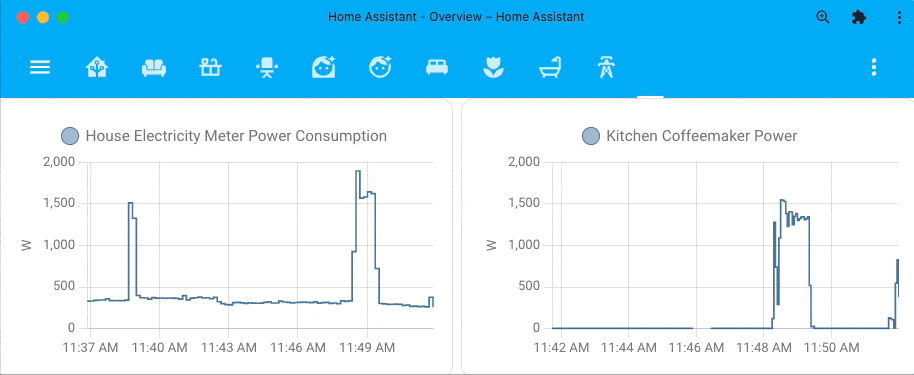 Home Assistant - Overview – Home Assistant
House Electricity Meter Power Consumption
2,000
1,500
1,000
500
0
W
11:37 AM 11:40 AM 11:43 AM 11:46 AM 11:49 AM
Kitchen Coffeemaker Power
2,000
1,500
1,000
500
0
W
11:42 AM 11:44 AM 11:46 AM 11:48 AM 11:50 AM